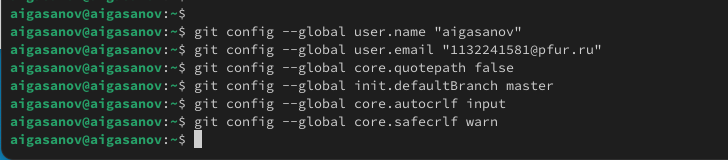 aigasanov@aigasanov:~$
aigasanov@aigasanov:~$ git config --global user.name "aigasanov"
aigasanov@aigasanov:~$ git config --global user.email "1132241581@pfur.ru"
aigasanov@aigasanov:~$ git config --global core.quotepath false
aigasanov@aigasanov:~$ git config --global init.defaultBranch master
aigasanov@aigasanov:~$ git config --global core.autocrlf input
aigasanov@aigasanov:~$ git config --global core.safecrlf warn
aigasanov@aigasanov:~$